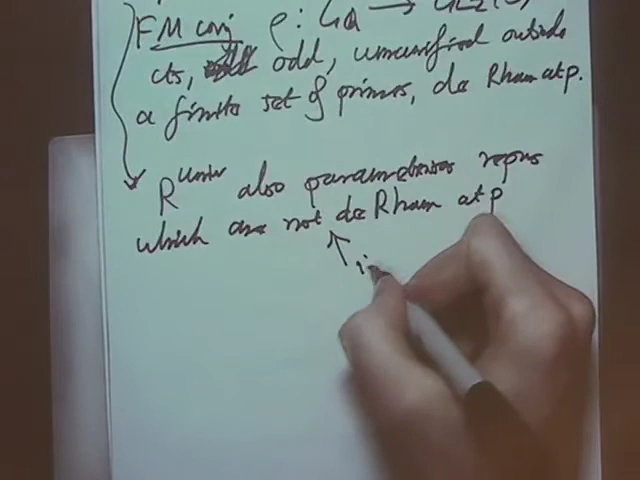 FM conj ρ : G_Q → GL_2(
cts, odd, unramified outside
a finite set of primes, de Rham at p.
R^univ also parametrises repns
which are not de Rham at p
↑